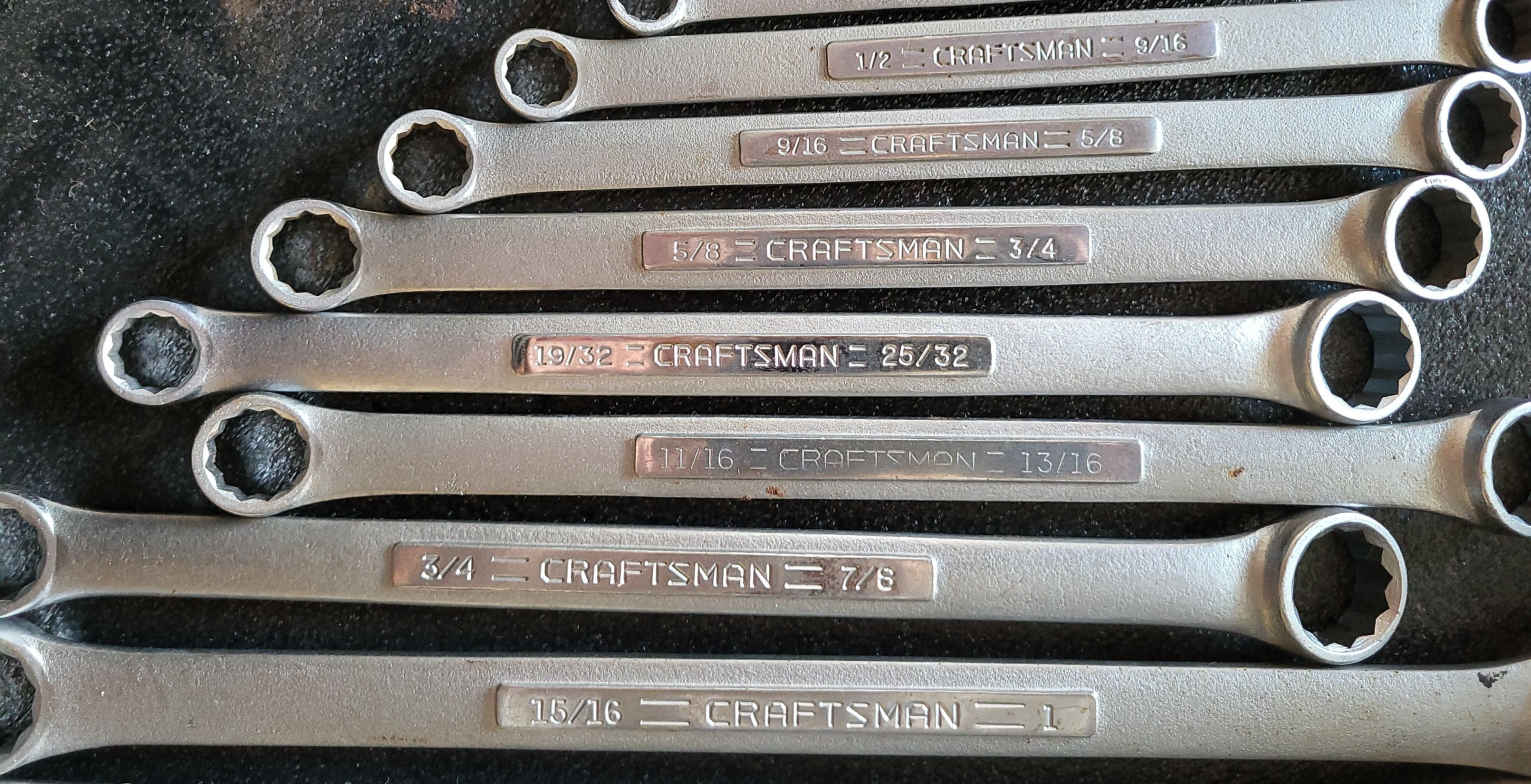 1/2 = CRAFTSMAN = 9/16
9/16 = CRAFTSMAN = 5/8
5/8 = CRAFTSMAN = 3/4
19/32 = CRAFTSMAN = 25/32
11/16 = CRAFTSMAN = 13/16
3/4 = CRAFTSMAN = 7/8
15/16 = CRAFTSMAN = 1